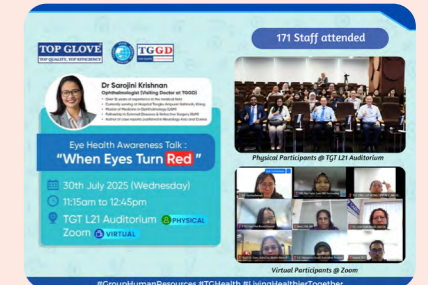 TOP GLOVE
TOP QUALITY, TOP EFFICIENCY
TGGD
Dr Sarojini Krishnan
Ophthalmologist (Visiting Doctor at TGGD)
Eye Health Awareness Talk :
"When Eyes Turn Red "
30th July 2025 (Wednesday)
11:15am to 12:45pm
TGT L21 Auditorium PHYSICAL
Zoom VIRTUAL
171 Staff attended
Physical Participants @ TGT L21 Auditorium
Virtual Participants @ Zoom
#GroupHumanResources #TGHealth #LivingHealthierTogether